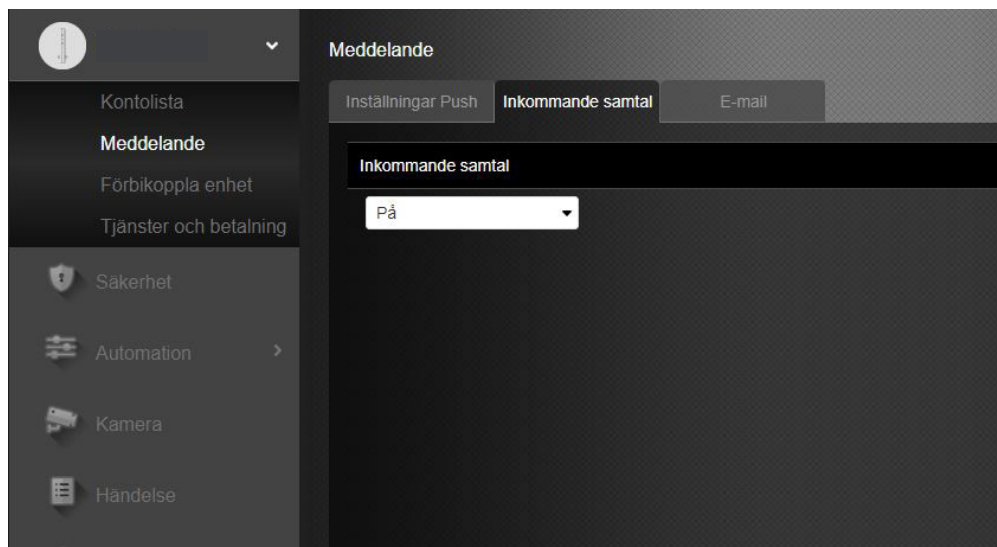 Meddelande
Kontolista
Meddelande
Förbikoppla enhet
Tjänster och betalning
Säkerhet
Automation
Kamera
Händelse
Inställningar Push
Inkommande samtal
E-mail
Inkommande samtal
På